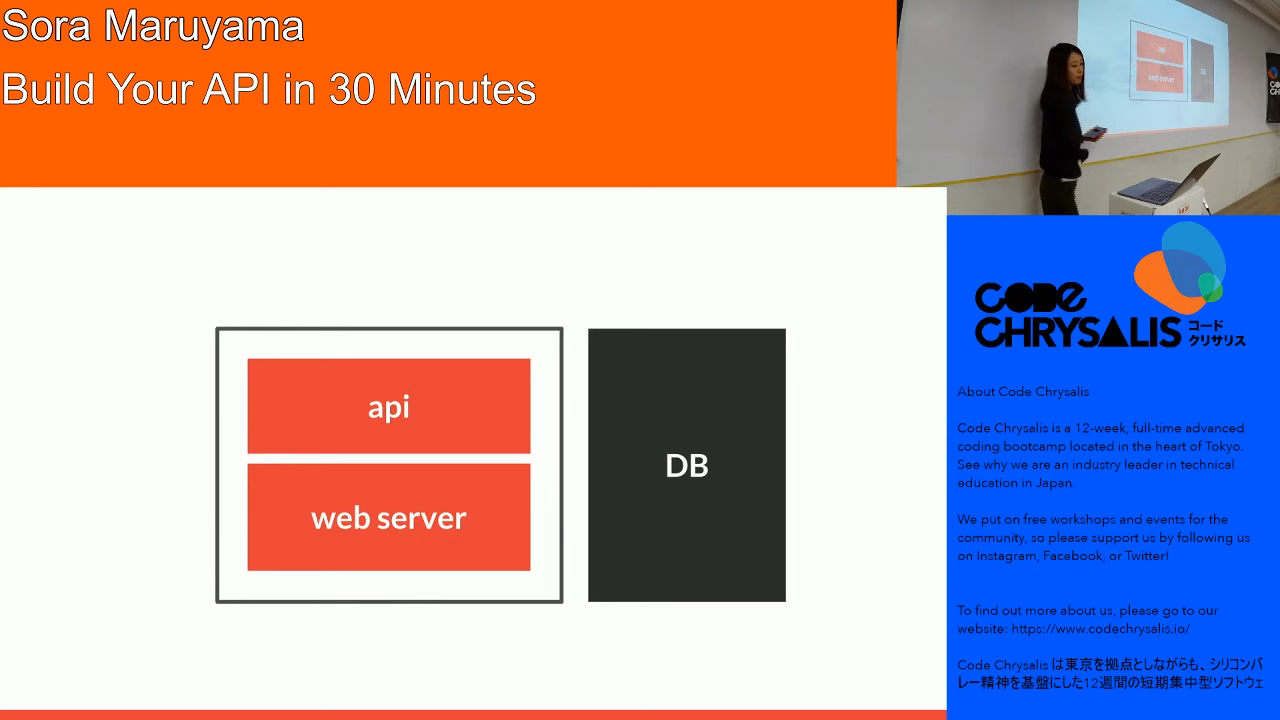 Sora Maruyama
Build Your API in 30 Minutes
api
web server
DB
api
web server
DB
CODE
CHRYSALIS コード
クリサリス
About Code Chrysalis
Code Chrysalis is a 12-week, full-time advanced
coding bootcamp located in the heart of Tokyo.
See why we are an industry leader in technical
education in Japan.
We put on free workshops and events for the
community, so please support us by following us
on Instagram, Facebook, or Twitter!
To find out more about us, please go to our
website: https://www.codechrysalis.io/
Code Chrysalis は東京を拠点としながらも、シリコンバ
レー精神を基盤にした12週間の短期集中型ソフトウェ